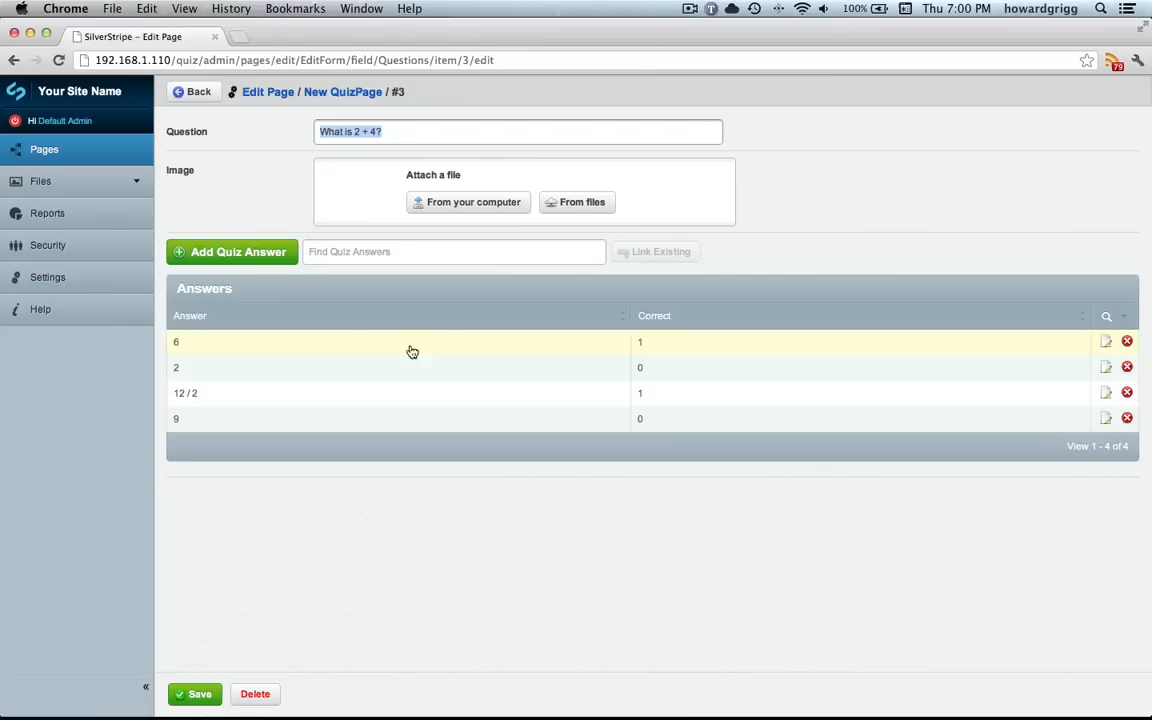 Chrome File Edit View History Bookmarks Window Help 100% Thu 7:00 PM howardgrigg
SilverStripe – Edit Page
192.168.1.110/quiz/admin/pages/edit/EditForm/field/Questions/item/3/edit 79
Your Site Name
Back Edit Page / New QuizPage / #3
Hi Default Admin
Question What is 2 + 4?
Pages
Image Attach a file
Files
From your computer From files
Reports
Security
Add Quiz Answer Find Quiz Answers Link Existing
Settings
Answers
Help
Answer Correct
6 1
2 0
12 / 2 1
9 0
View 1 - 4 of 4
«
Save Delete